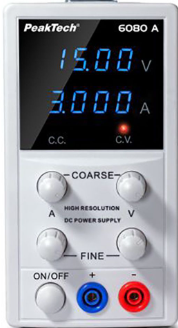 PeakTech® 6080 A
15.00 V
3.000 A
C.C. C.V.
COARSE
A HIGH RESOLUTION V
DC POWER SUPPLY
FINE
ON/OFF + -